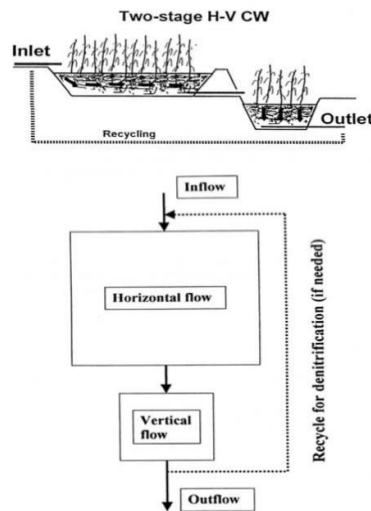 Two-stage H-V CW
Inlet
Outlet
Recycling
Inflow
Horizontal flow
Recycle for denitrification (if needed)
Vertical
flow
Outflow